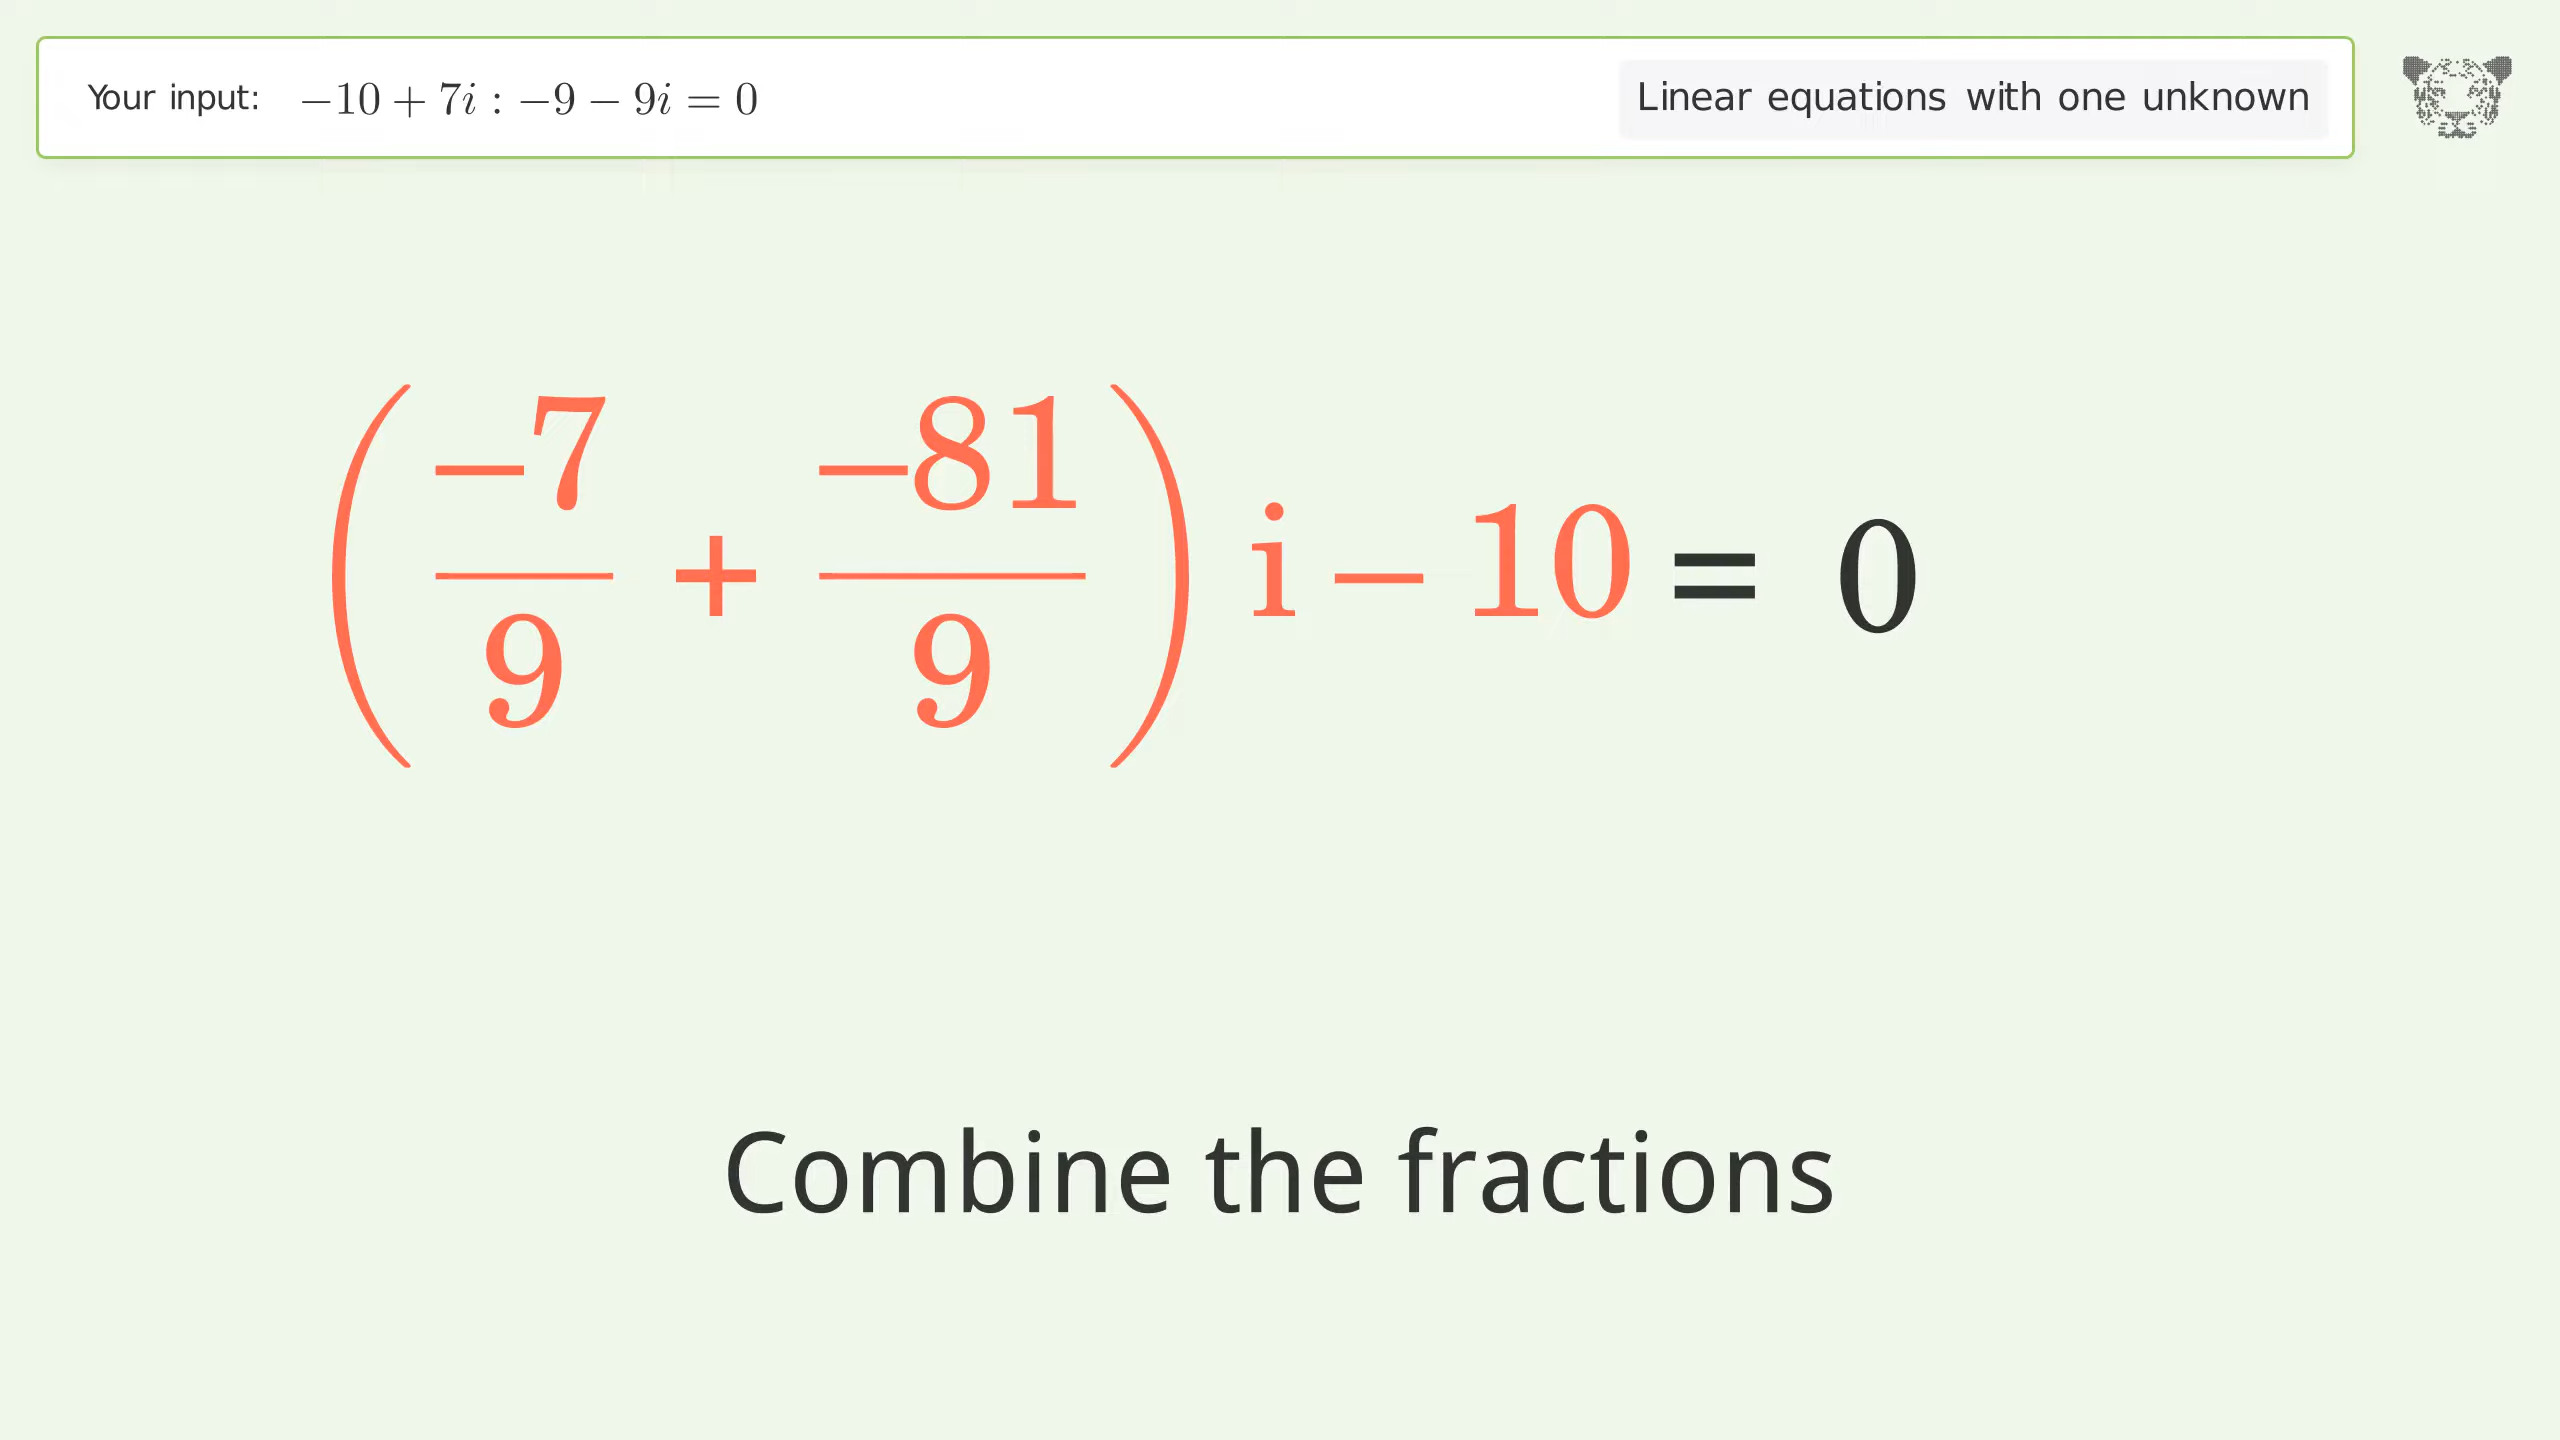 Your input: −10 + 7i : −9 − 9i = 0
Linear equations with one unknown
(−7/9 + −81/9) i − 10 = 0
Combine the fractions